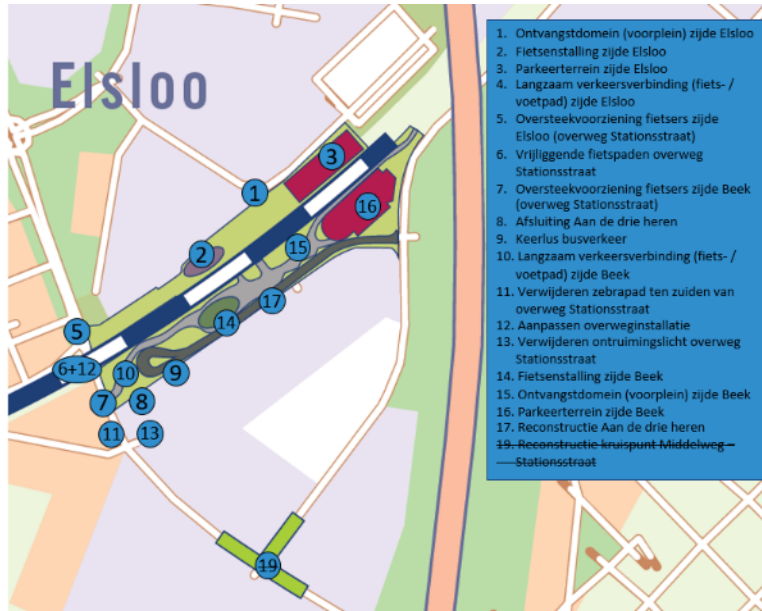 Elsloo
1
2
3
5
6+12
7
8
9
10
11
13
14
15
16
17
19
1. Ontvangstdomein (voorplein) zijde Elsloo
2. Fietsenstalling zijde Elsloo
3. Parkeerterrein zijde Elsloo
4. Langzaam verkeersverbinding (fiets- /
voetpad) zijde Elsloo
5. Oversteekvoorziening fietsers zijde
Elsloo (overweg Stationsstraat)
6. Vrijliggende fietspaden overweg
Stationsstraat
7. Oversteekvoorziening fietsers zijde Beek
(overweg Stationsstraat)
8. Afsluiting Aan de drie heren
9. Keerlus busverkeer
10. Langzaam verkeersverbinding (fiets- /
voetpad) zijde Beek
11. Verwijderen zebrapad ten zuiden van
overweg Stationsstraat
12. Aanpassen overweginstallatie
13. Verwijderen ontruimingslicht overweg
Stationsstraat
14. Fietsenstalling zijde Beek
15. Ontvangstdomein (voorplein) zijde Beek
16. Parkeerterrein zijde Beek
17. Reconstructie Aan de drie heren
19. Reconstructie kruispunt Middelweg –
Stationsstraat